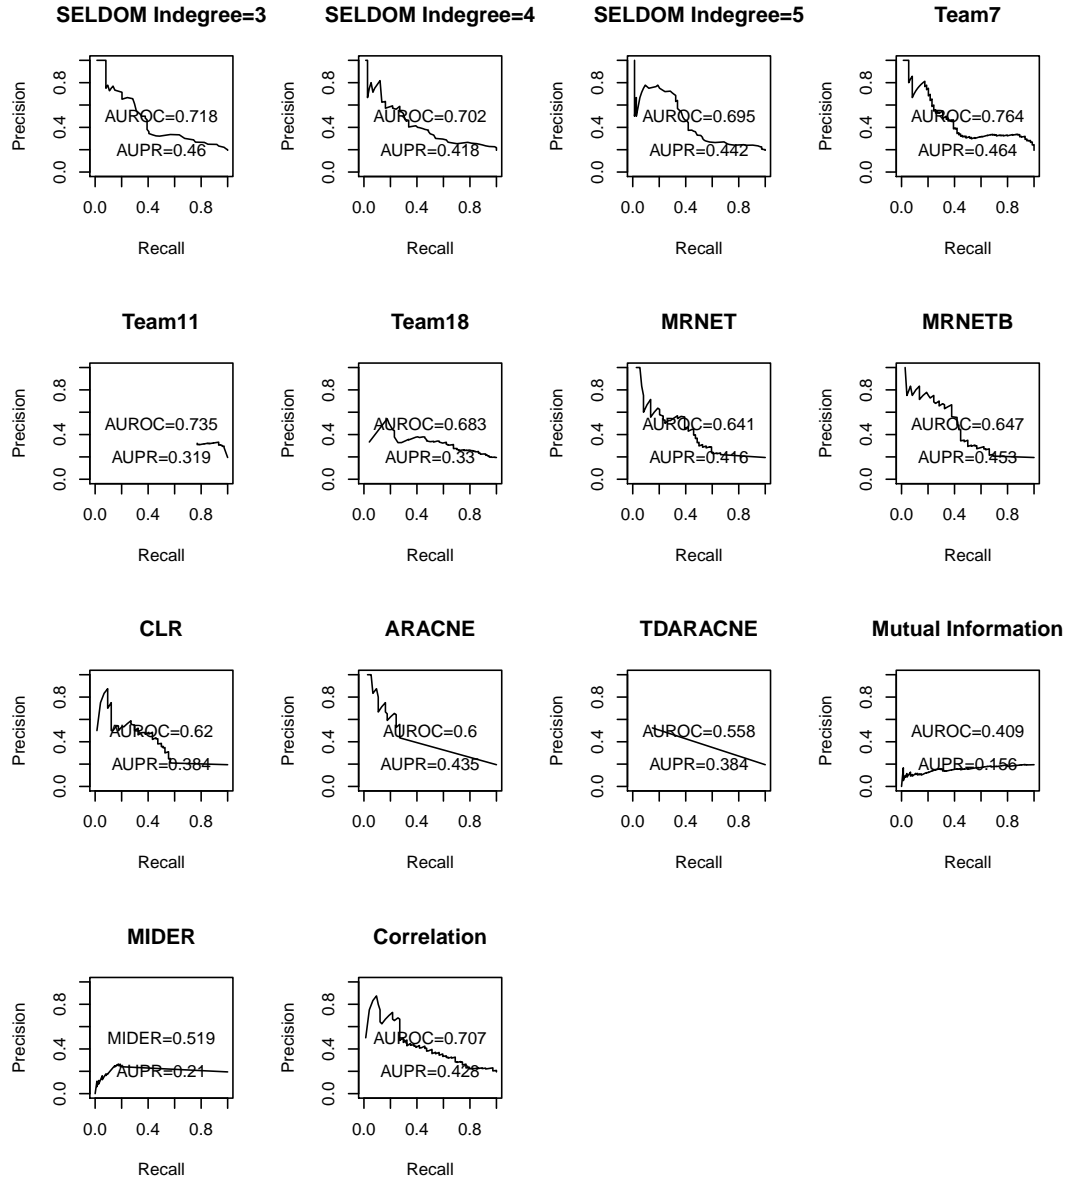 SELDOM Indegree=3
Precision
0.0 0.4 0.8
AUROC=0.718
AUPR=0.46
0.0 0.4 0.8
Recall
SELDOM Indegree=4
Precision
0.0 0.4 0.8
AUROC=0.702
AUPR=0.418
0.0 0.4 0.8
Recall
SELDOM Indegree=5
Precision
0.0 0.4 0.8
AUROC=0.695
AUPR=0.442
0.0 0.4 0.8
Recall
Team7
Precision
0.0 0.4 0.8
AUROC=0.764
AUPR=0.464
0.0 0.4 0.8
Recall
Team11
Precision
0.0 0.4 0.8
AUROC=0.735
AUPR=0.319
0.0 0.4 0.8
Recall
Team18
Precision
0.0 0.4 0.8
AUROC=0.683
AUPR=0.33
0.0 0.4 0.8
Recall
MRNET
Precision
0.0 0.4 0.8
AUROC=0.641
AUPR=0.416
0.0 0.4 0.8
Recall
MRNETB
Precision
0.0 0.4 0.8
AUROC=0.647
AUPR=0.453
0.0 0.4 0.8
Recall
CLR
Precision
0.0 0.4 0.8
AUROC=0.62
AUPR=0.384
0.0 0.4 0.8
Recall
ARACNE
Precision
0.0 0.4 0.8
AUROC=0.6
AUPR=0.435
0.0 0.4 0.8
Recall
TDARACNE
Precision
0.0 0.4 0.8
AUROC=0.558
AUPR=0.384
0.0 0.4 0.8
Recall
Mutual Information
Precision
0.0 0.4 0.8
AUROC=0.409
AUPR=0.156
0.0 0.4 0.8
Recall
MIDER
Precision
0.0 0.4 0.8
MIDER=0.519
AUPR=0.21
0.0 0.4 0.8
Recall
Correlation
Precision
0.0 0.4 0.8
AUROC=0.707
AUPR=0.428
0.0 0.4 0.8
Recall